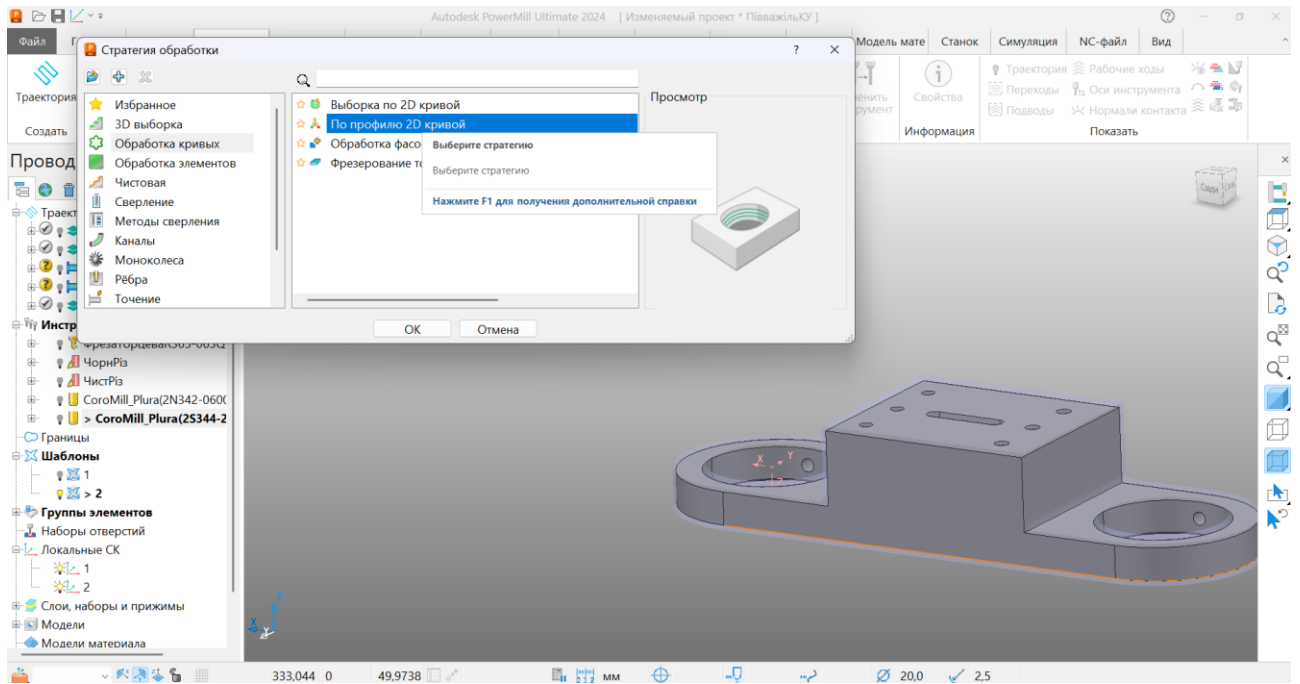 Autodesk PowerMill Ultimate 2024 [ Изменяемый проект * ПівважільКУ ]
Файл
Модель мате Станок Симуляция NC-файл Вид
Стратегия обработки
Траектория
Создать
Свойства
Информация
Траектория Рабочие ходы
Переходы Оси инструмента
Подводы Нормали контакта
Показать
Избранное
3D выборка
Обработка кривых
Обработка элементов
Чистовая
Сверление
Методы сверления
Каналы
Моноколеса
Рёбра
Точение
Выборка по 2D кривой
По профилю 2D кривой
Обработка фасо
Фрезерование то
Выберите стратегию
Выберите стратегию
Нажмите F1 для получения дополнительной справки
Просмотр
OK Отмена
Провод
Траект
Инстр
ЧорнРіз
ЧистРіз
CoroMill_Plura(2N342-0600
> CoroMill_Plura(2S344-2
Границы
Шаблоны
1
> 2
Группы элементов
Наборы отверстий
Локальные СК
1
2
Слои, наборы и прижимы
Модели
Модели материала
X Y
Z
X
Y
333,044 0 49,9738 мм 20,0 2,5